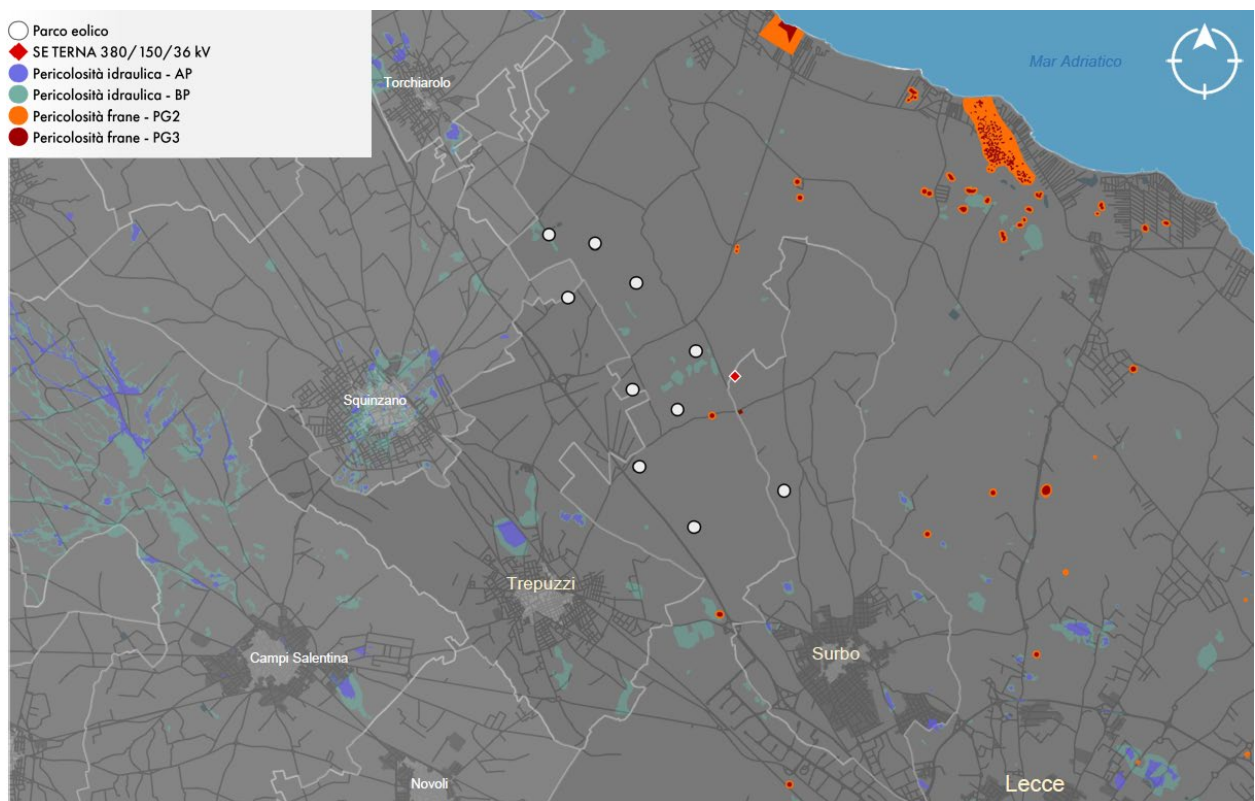 Parco eolico
SE TERNA 380/150/36 kV
Pericolosità idraulica - AP
Pericolosità idraulica - BP
Pericolosità frane - PG2
Pericolosità frane - PG3
Mar Adriatico
Torchiarolo
Squinzano
Trepuzzi
Campi Salentina
Surbo
Novoli
Lecce